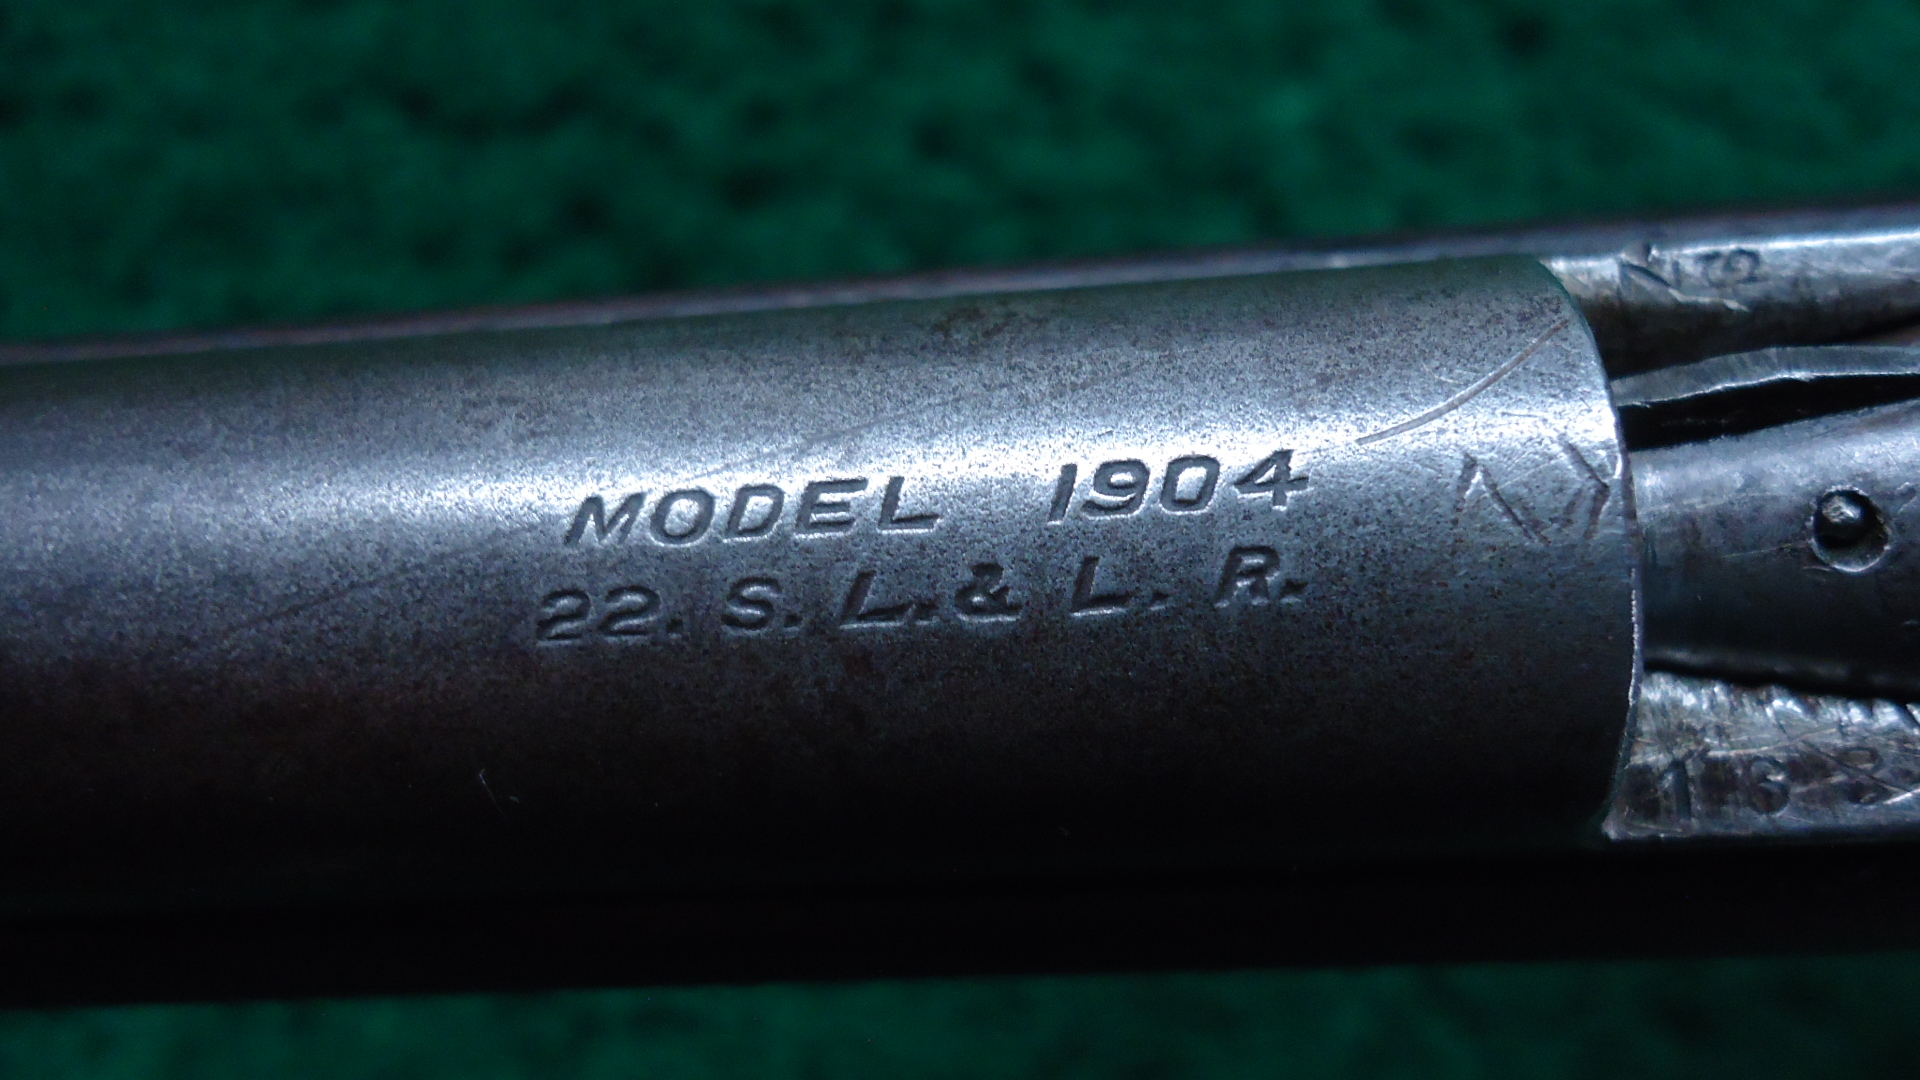 MODEL 1904
22. S. L. & L. R.